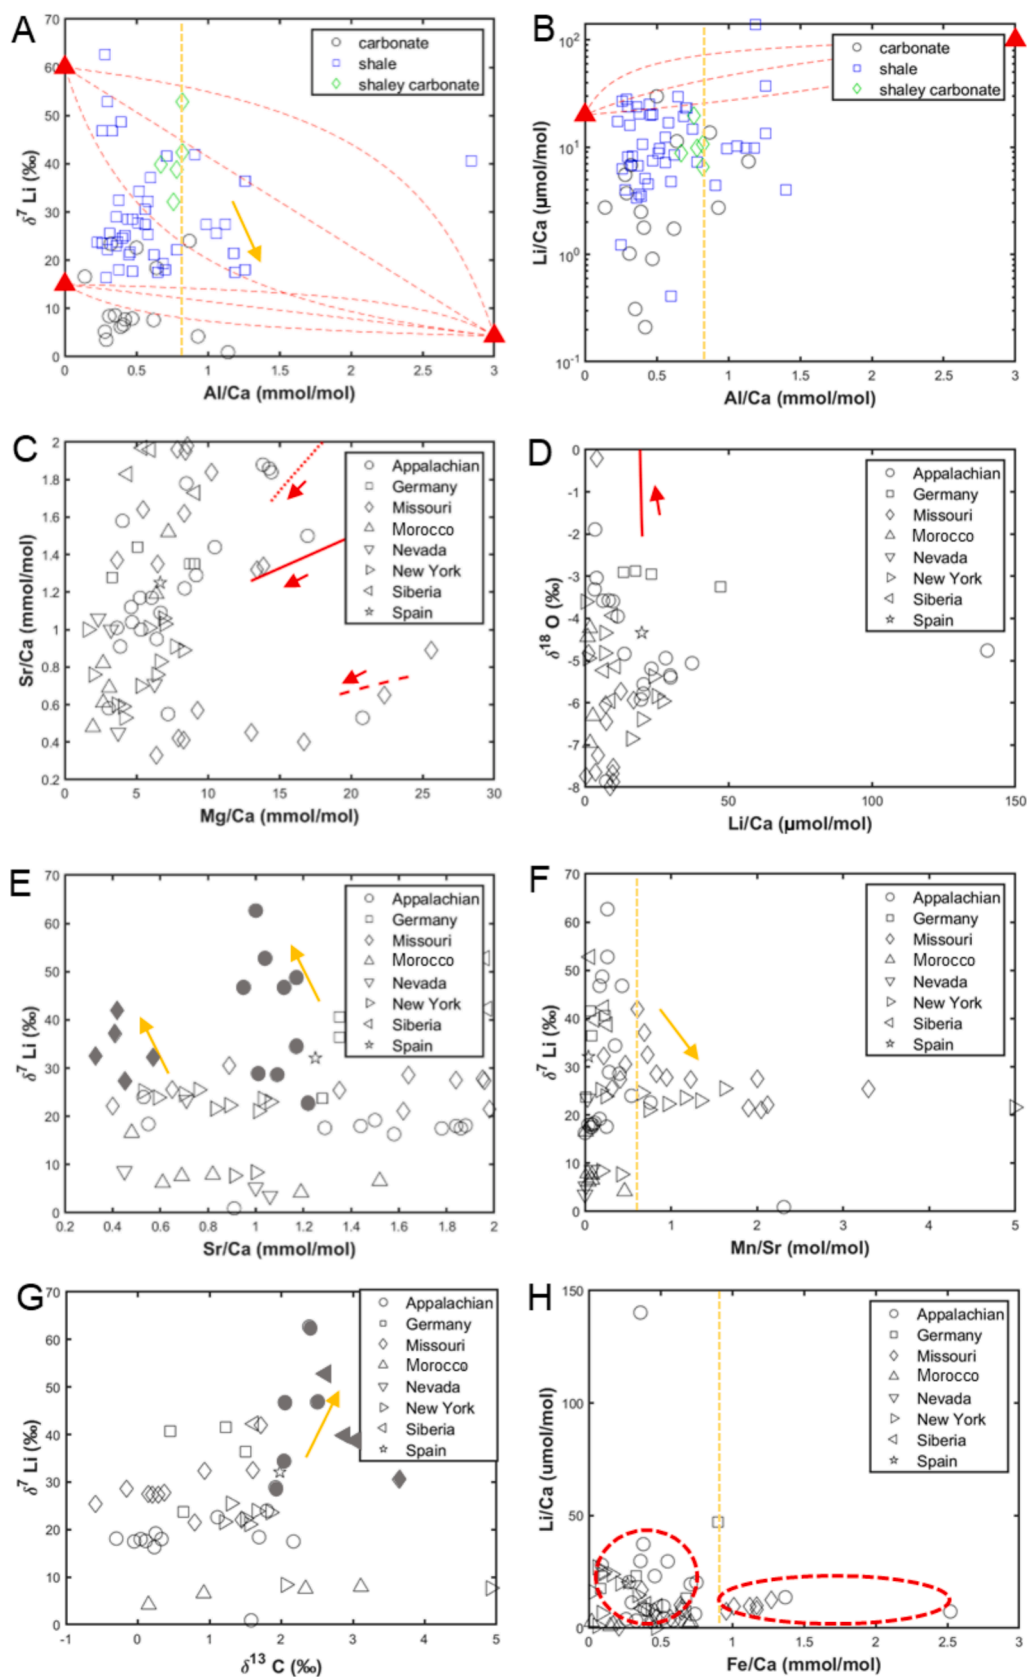 A
70
60
50
40
30
20
10
0
δ⁷ Li (‰)
carbonate
shale
shaley carbonate
0 0.5 1 1.5 2 2.5 3
Al/Ca (mmol/mol)
B
10²
10¹
10⁰
10⁻¹
Li/Ca (µmol/mol)
carbonate
shale
shaley carbonate
0 0.5 1 1.5 2 2.5 3
Al/Ca (mmol/mol)
C
2
1.8
1.6
1.4
1.2
1
0.8
0.6
0.4
0.2
Sr/Ca (mmol/mol)
Appalachian
Germany
Missouri
Morocco
Nevada
New York
Siberia
Spain
0 5 10 15 20 25 30
Mg/Ca (mmol/mol)
D
0
-1
-2
-3
-4
-5
-6
-7
-8
δ¹⁸ O (‰)
Appalachian
Germany
Missouri
Morocco
Nevada
New York
Siberia
Spain
0 50 100 150
Li/Ca (µmol/mol)
E
70
60
50
40
30
20
10
0
δ⁷ Li (‰)
Appalachian
Germany
Missouri
Morocco
Nevada
New York
Siberia
Spain
0.2 0.4 0.6 0.8 1.0 1.2 1.4 1.6 1.8 2
Sr/Ca (mmol/mol)
F
70
60
50
40
30
20
10
0
δ⁷ Li (‰)
Appalachian
Germany
Missouri
Morocco
Nevada
New York
Siberia
Spain
0 1 2 3 4 5
Mn/Sr (mol/mol)
G
70
60
50
40
30
20
10
0
δ⁷ Li (‰)
Appalachian
Germany
Missouri
Morocco
Nevada
New York
Siberia
Spain
-1 0 1 2 3 4 5
δ¹³ C (‰)
H
150
100
50
0
Li/Ca (umol/mol)
Appalachian
Germany
Missouri
Morocco
Nevada
New York
Siberia
Spain
0 0.5 1 1.5 2 2.5 3
Fe/Ca (mmol/mol)